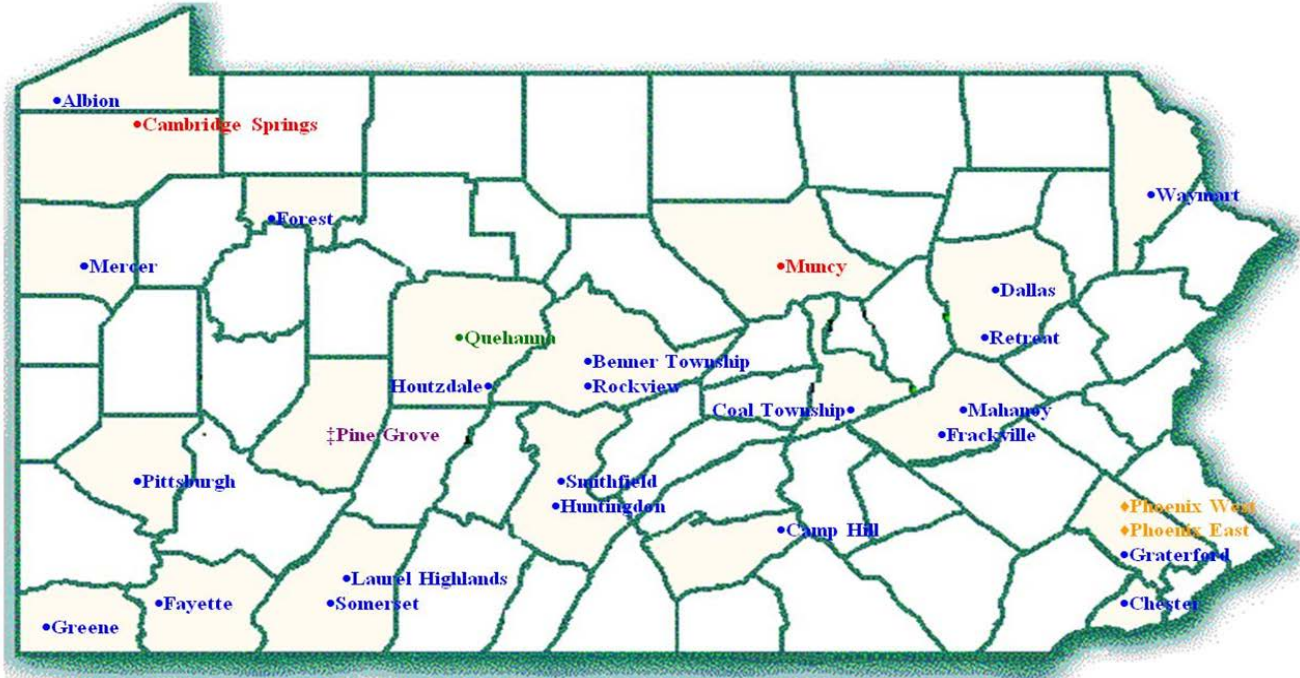 •Albion
•Cambridge Springs
•Waymart
•Forest
•Mercer
•Muncy
•Dallas
•Quehanna
•Retreat
•Benner Township
Houtzdale•
•Rockview
Coal Township•
•Mahanoy
‡Pine Grove
•Frackville
•Pittsburgh
•Smithfield
•Huntingdon
♦Phoenix West
•Camp Hill
♦Phoenix East
•Graterford
•Laurel Highlands
•Fayette
•Somerset
•Chester
•Greene